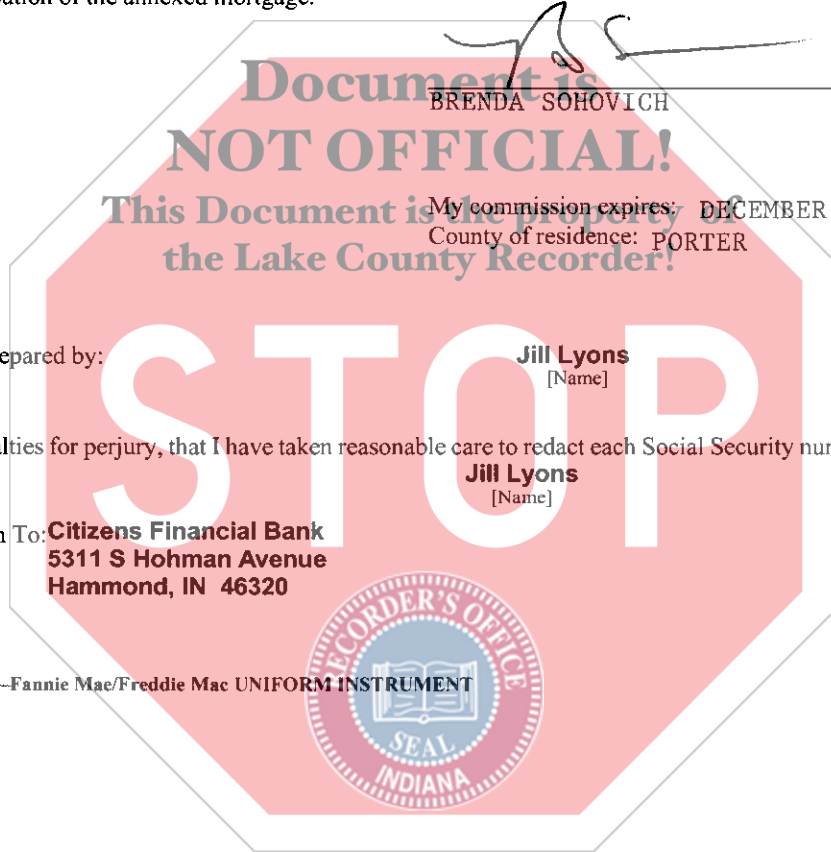 ation of the annexed mortgage.
Document is
BRENDA SOHOVICH
NOT OFFICIAL!
This Document is the property of
My commission expires: DECEMBER
County of residence: PORTER
the Lake County Recorder!
STOP
epared by:
Jill Lyons
[Name]
lties for perjury, that I have taken reasonable care to redact each Social Security nu
Jill Lyons
[Name]
n To: Citizens Financial Bank
5311 S Hohman Avenue
Hammond, IN 46320
RECORDER'S OFFICE
—Fannie Mae/Freddie Mac UNIFORM INSTRUMENT
SEAL
INDIANA